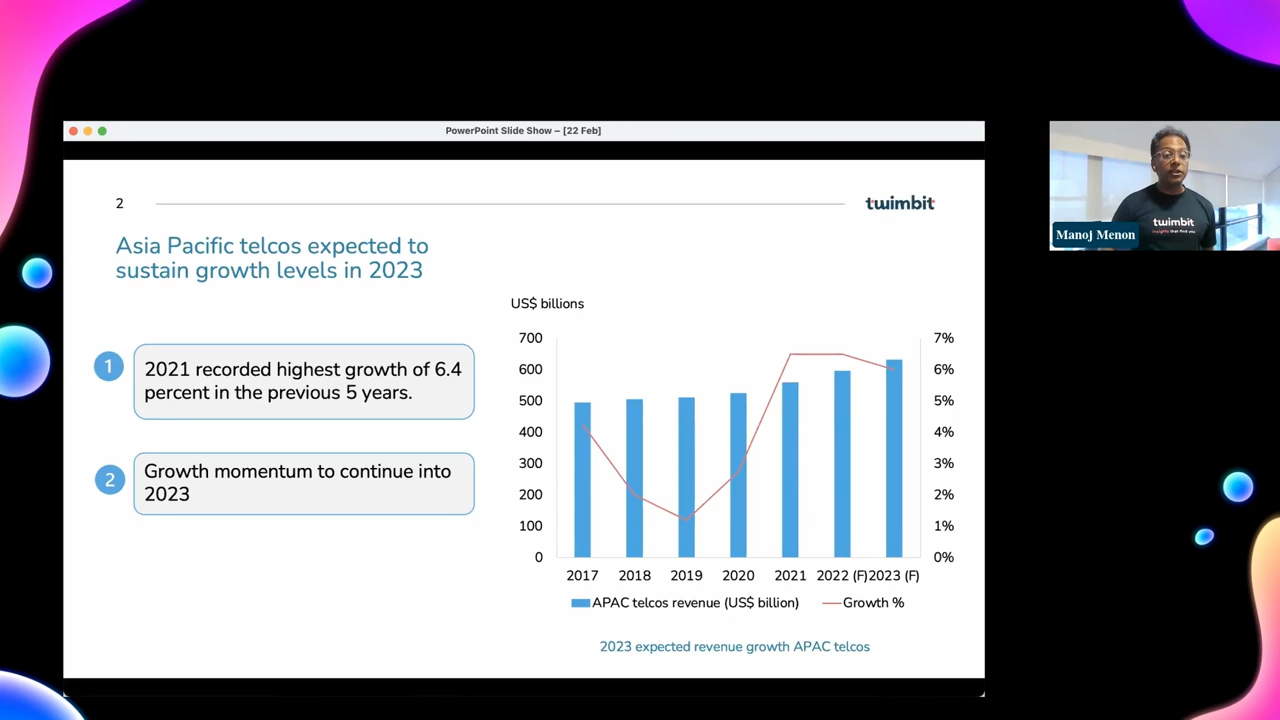 PowerPoint Slide Show – [22 Feb]
2
twimbit
Asia Pacific telcos expected to
sustain growth levels in 2023
1
2021 recorded highest growth of 6.4
percent in the previous 5 years.
2
Growth momentum to continue into
2023
US$ billions
700
600
500
400
300
200
100
0
7%
6%
5%
4%
3%
2%
1%
0%
2017 2018 2019 2020 2021 2022 (F) 2023 (F)
APAC telcos revenue (US$ billion) Growth %
2023 expected revenue growth APAC telcos
twimbit
insights that find you
Manoj Menon